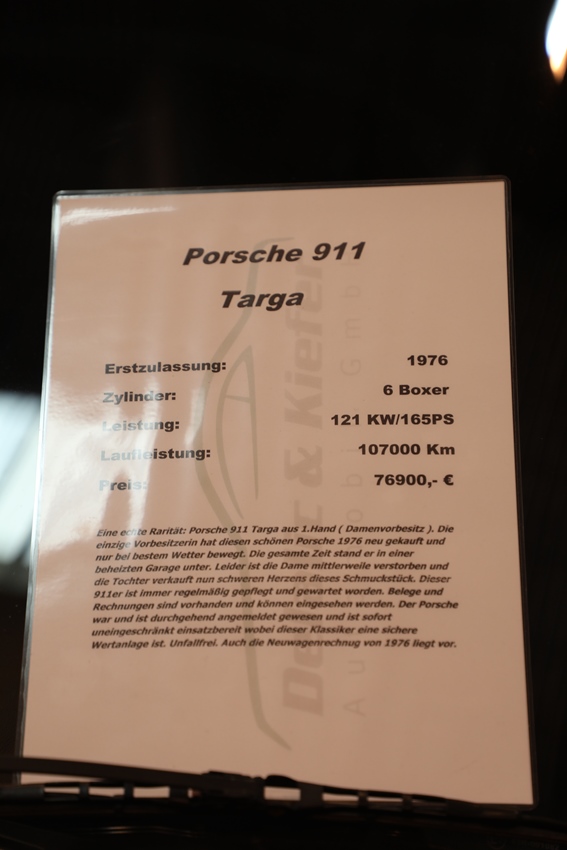 Porsche 911
Targa
Erstzulassung: 1976
Zylinder: 6 Boxer
Leistung: 121 KW/165PS
Laufleistung: 107000 Km
Preis: 76900,- €
Eine echte Rarität: Porsche 911 Targa aus 1.Hand ( Damenvorbesitz ). Die
einzige Vorbesitzerin hat diesen schönen Porsche 1976 neu gekauft und
nur bei bestem Wetter bewegt. Die gesamte Zeit stand er in einer
beheizten Garage unter. Leider ist die Dame mittlerweile verstorben und
die Tochter verkauft nun schweren Herzens dieses Schmuckstück. Dieser
911er ist immer regelmäßig gepflegt und gewartet worden. Belege und
Rechnungen sind vorhanden und können eingesehen werden. Der Porsche
war und ist durchgehend angemeldet gewesen und ist sofort
uneingeschränkt einsatzbereit wobei dieser Klassiker eine sichere
Wertanlage ist. Unfallfrei. Auch die Neuwagenrechnug von 1976 liegt vor.
& Kiefer